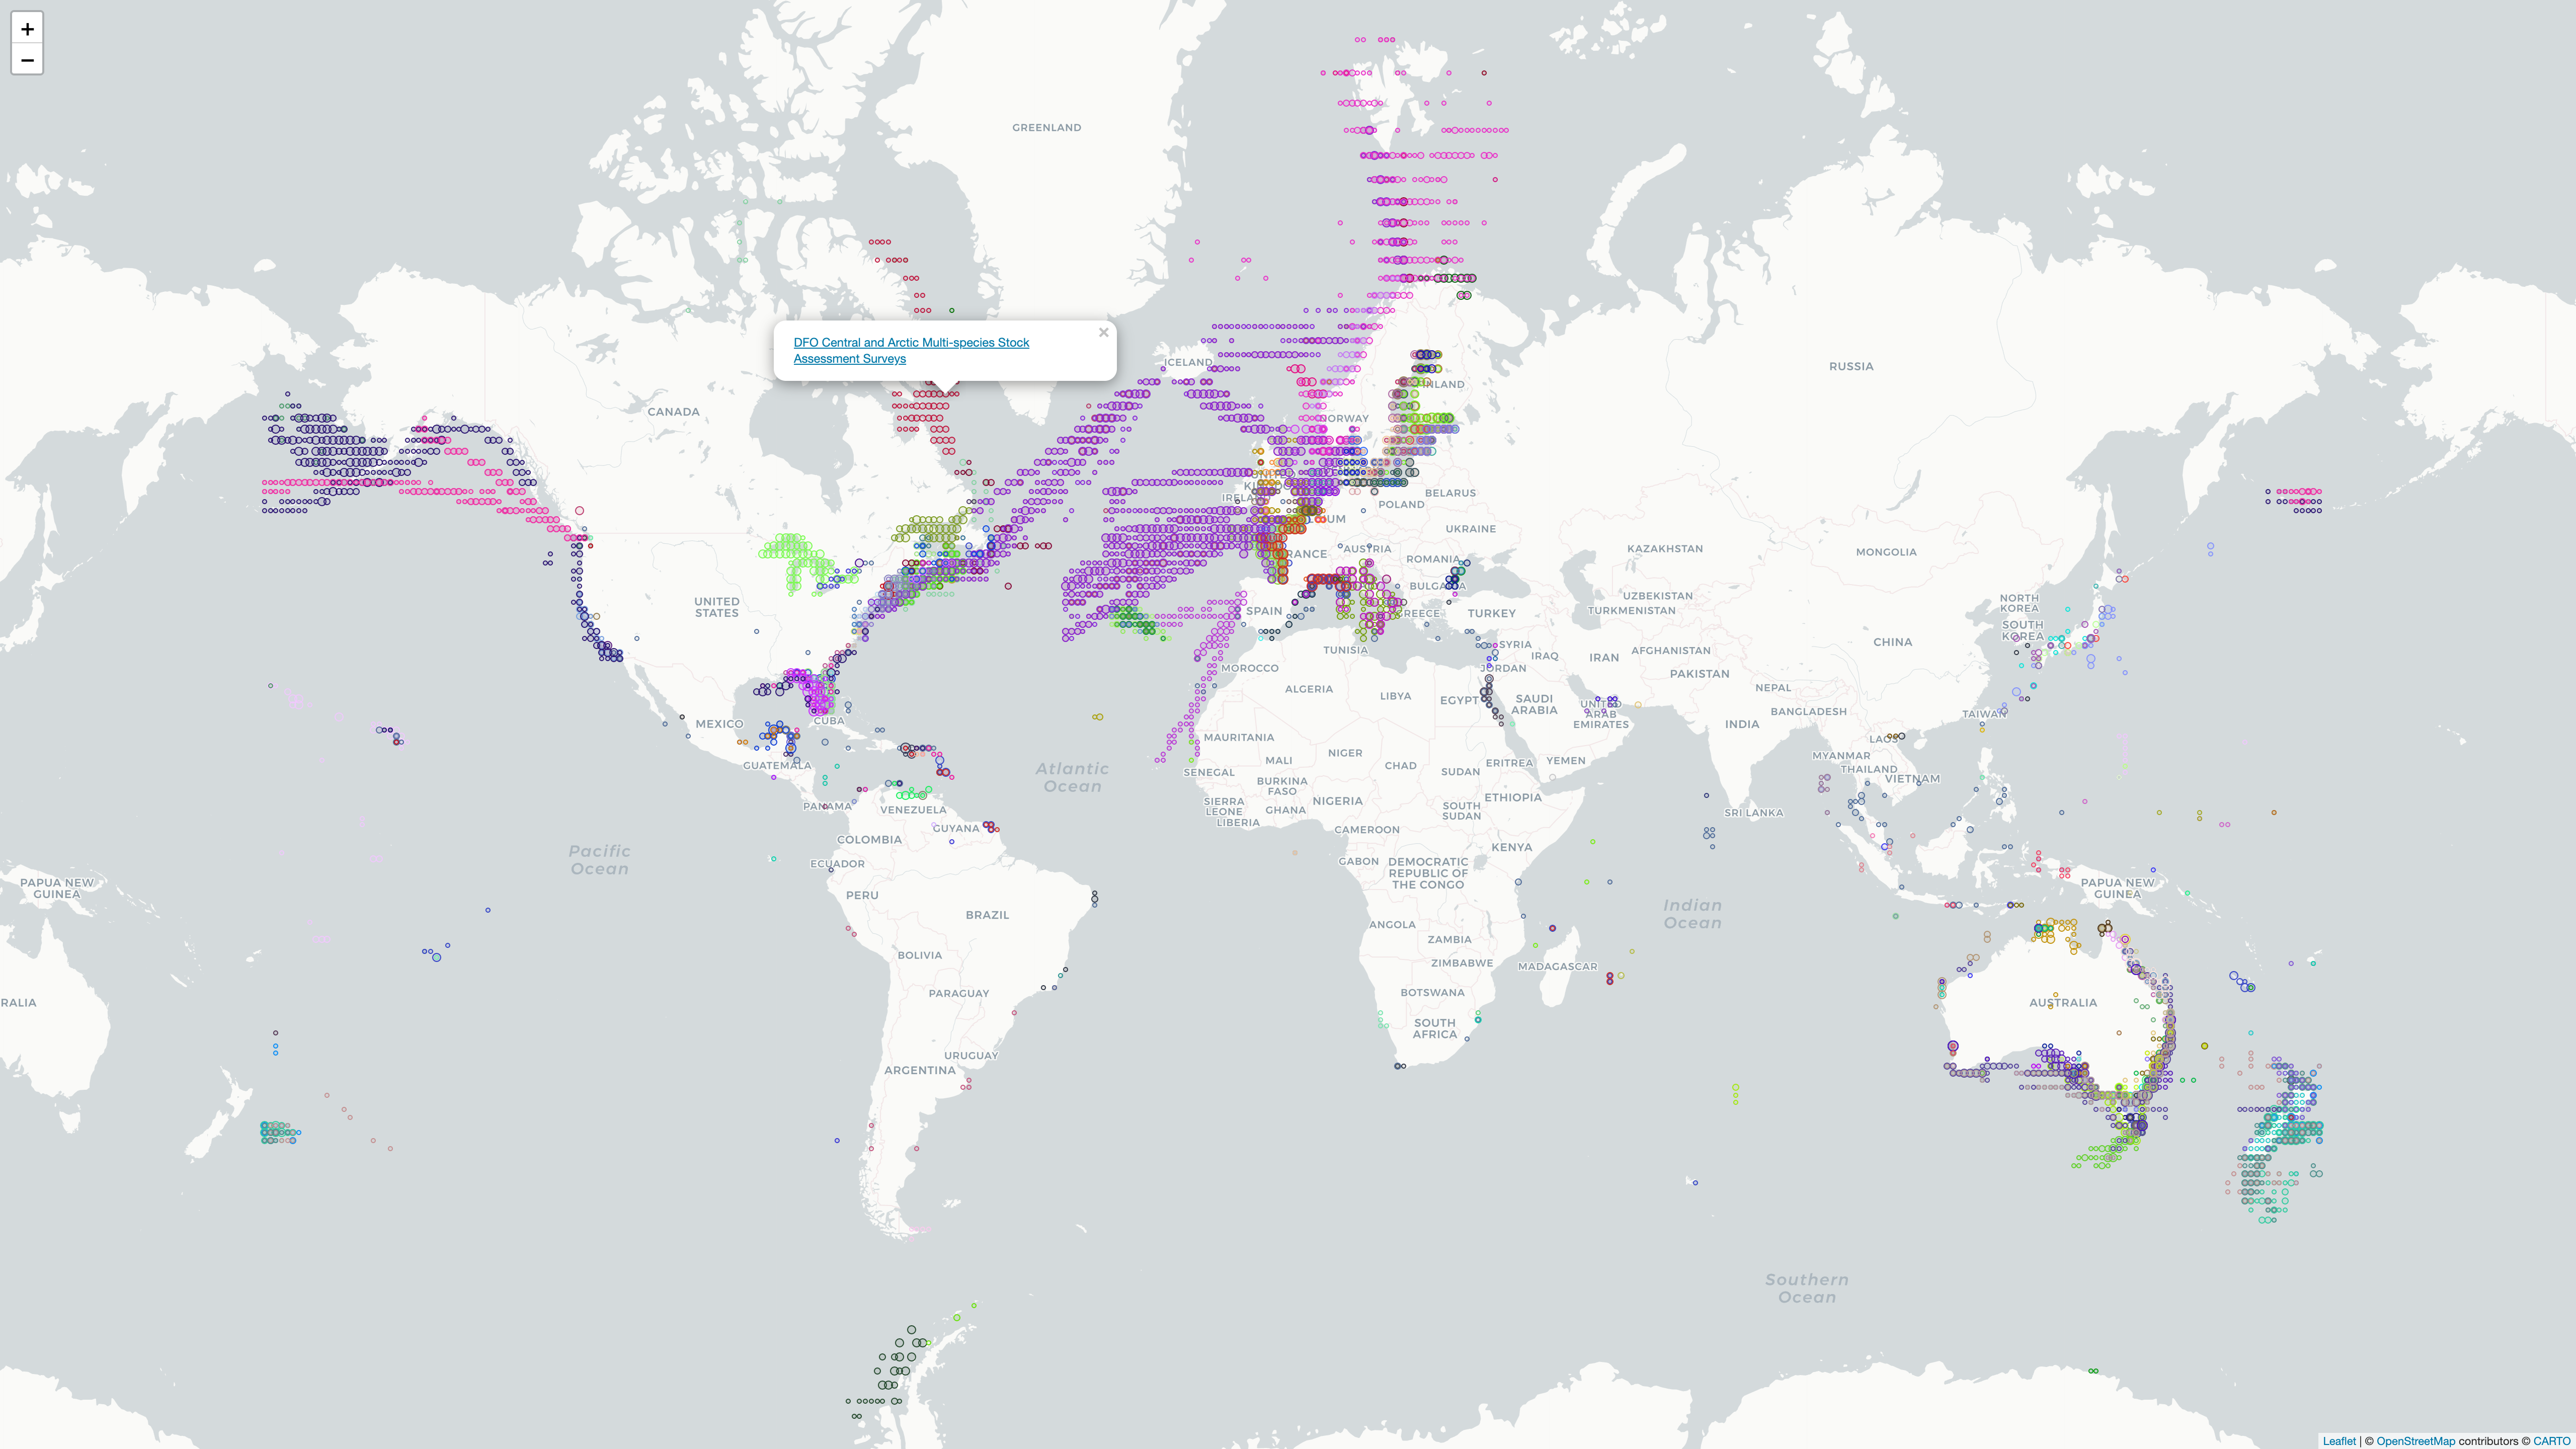 +
−
GREENLAND
×
DFO Central and Arctic Multi-species Stock
Assessment Surveys
ICELAND
RUSSIA
CANADA
NORWAY
BELARUS
POLAND
UKRAINE
AUSTRIA
ROMANIA
KAZAKHSTAN
MONGOLIA
UNITED
STATES
SPAIN
TURKEY
UZBEKISTAN
TURKMENISTAN
NORTH
KOREA
SOUTH
KOREA
CHINA
TUNISIA
SYRIA
IRAQ
IRAN
AFGHANISTAN
MOROCCO
JORDAN
PAKISTAN
ALGERIA
LIBYA
EGYPT
SAUDI
ARABIA
UNITED
ARAB
EMIRATES
NEPAL
BANGLADESH
INDIA
TAIWAN
MEXICO
CUBA
MAURITANIA
NIGER
MALI
LAOS
MYANMAR
THAILAND
VIETNAM
GUATEMALA
Atlantic
Ocean
SENEGAL
BURKINA
FASO
CHAD
SUDAN
ERITREA
YEMEN
PANAMA
VENEZUELA
SIERRA
LEONE
LIBERIA
GHANA
NIGERIA
SOUTH
SUDAN
ETHIOPIA
SRI LANKA
GUYANA
COLOMBIA
CAMEROON
Pacific
Ocean
ECUADOR
GABON
DEMOCRATIC
REPUBLIC OF
THE CONGO
KENYA
PAPUA NEW
GUINEA
PERU
BRAZIL
ANGOLA
Indian
Ocean
PAPUA NEW
GUINEA
BOLIVIA
ZAMBIA
ZIMBABWE
MADAGASCAR
PARAGUAY
BOTSWANA
RALIA
AUSTRALIA
SOUTH
AFRICA
URUGUAY
ARGENTINA
Southern
Ocean
Leaflet | © OpenStreetMap contributors © CARTO